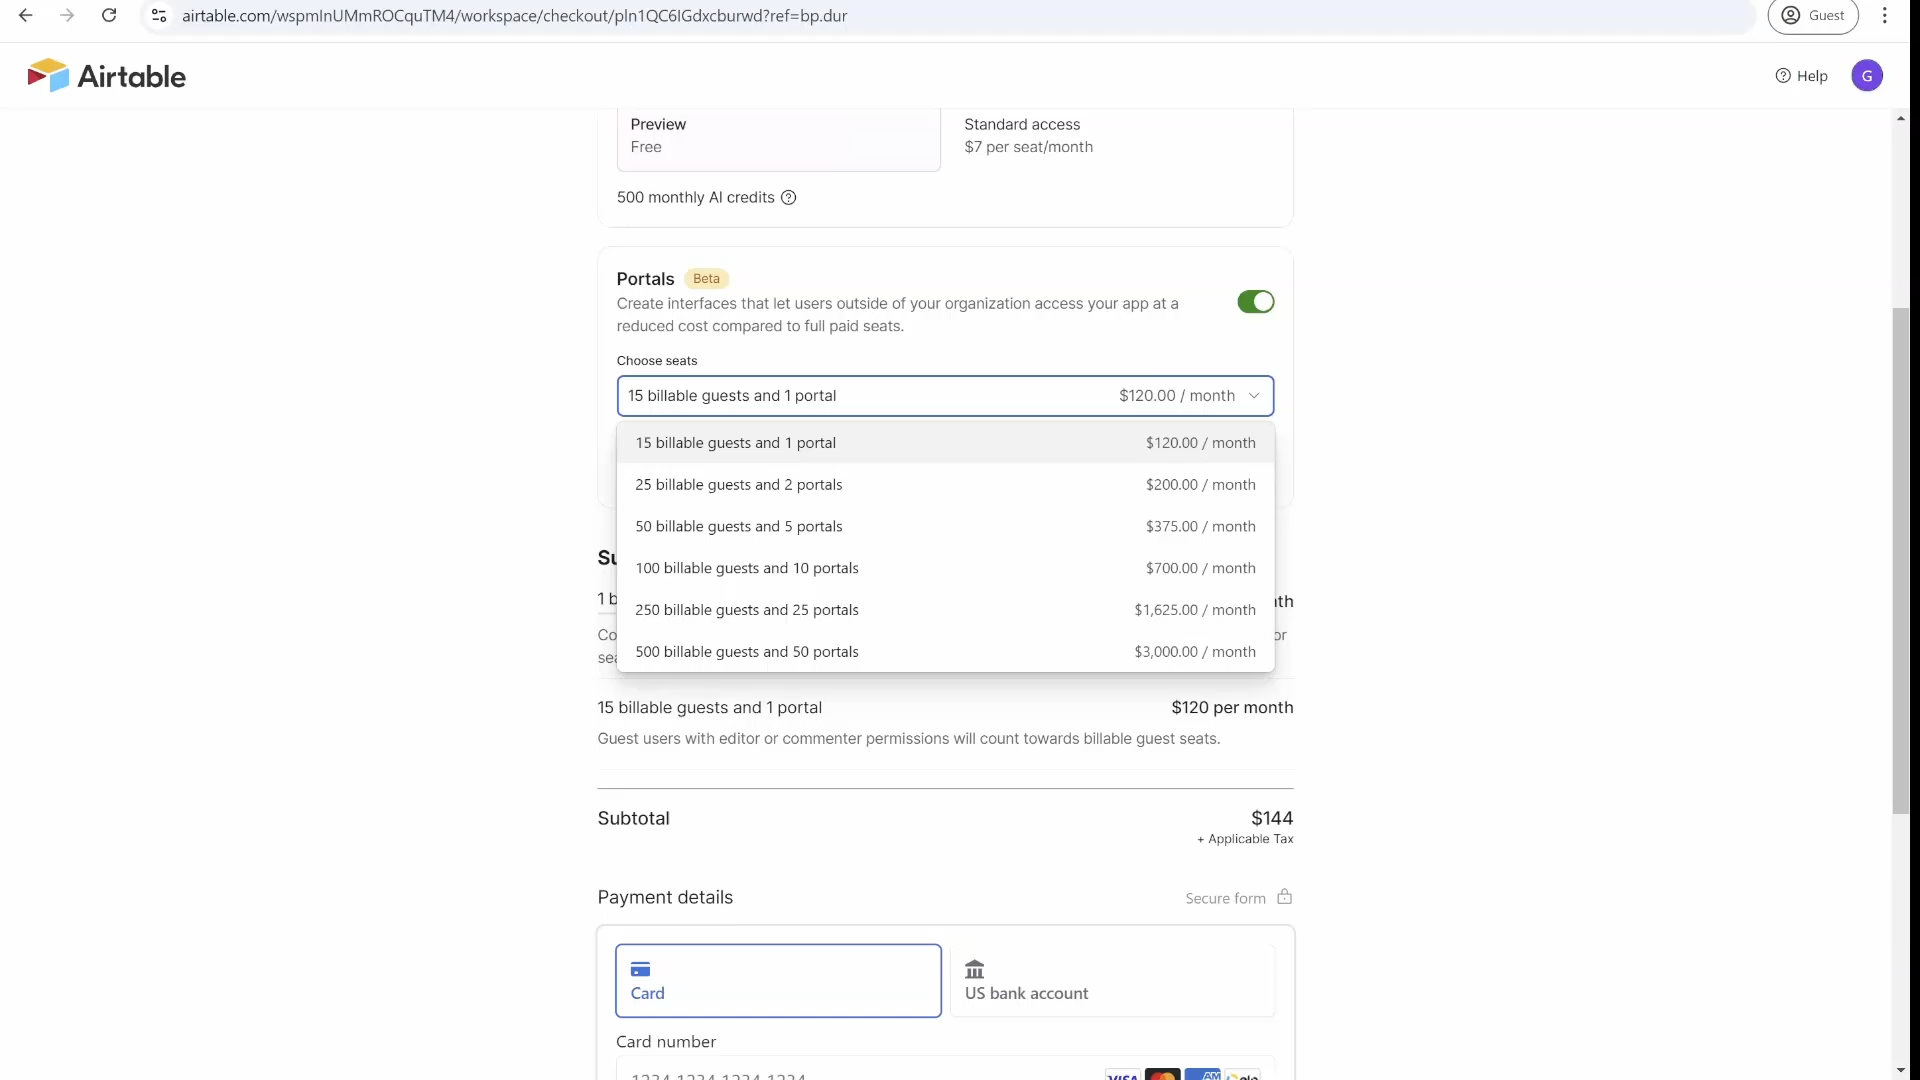 airtable.com/wspmInUMmROCquTM4/workspace/checkout/pln1QC6IGdxcburwd?ref=bp.dur
Guest
Airtable
Help
G
Preview
Free
Standard access
$7 per seat/month
500 monthly AI credits
Portals Beta
Create interfaces that let users outside of your organization access your app at a
reduced cost compared to full paid seats.
Choose seats
15 billable guests and 1 portal $120.00 / month
15 billable guests and 1 portal $120.00 / month
25 billable guests and 2 portals $200.00 / month
50 billable guests and 5 portals $375.00 / month
100 billable guests and 10 portals $700.00 / month
250 billable guests and 25 portals $1,625.00 / month
500 billable guests and 50 portals $3,000.00 / month
15 billable guests and 1 portal $120 per month
Guest users with editor or commenter permissions will count towards billable guest seats.
Subtotal $144
+ Applicable Tax
Payment details Secure form
Card
US bank account
Card number
1234 1234 1234 1234 VISA